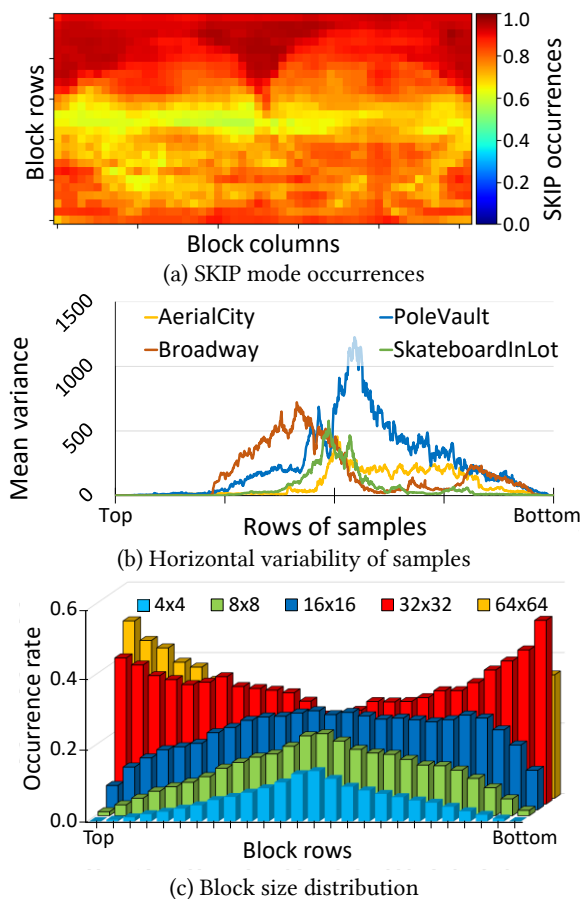 1.0
0.8
0.6
0.4
0.2
0.0
SKIP occurrences
Block rows
Block columns
(a) SKIP mode occurrences
1500
1000
500
0
Mean variance
AerialCity
PoleVault
Broadway
SkateboardInLot
Top
Rows of samples
Bottom
(b) Horizontal variability of samples
0.6
0.4
0.2
0.0
Occurrence rate
4x4
8x8
16x16
32x32
64x64
Top
Block rows
Bottom
(c) Block size distribution